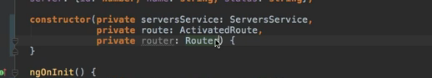 constructor(private serversService: ServersService,
private route: ActivatedRoute,
private router: Router) {
}
ngOnInit() {